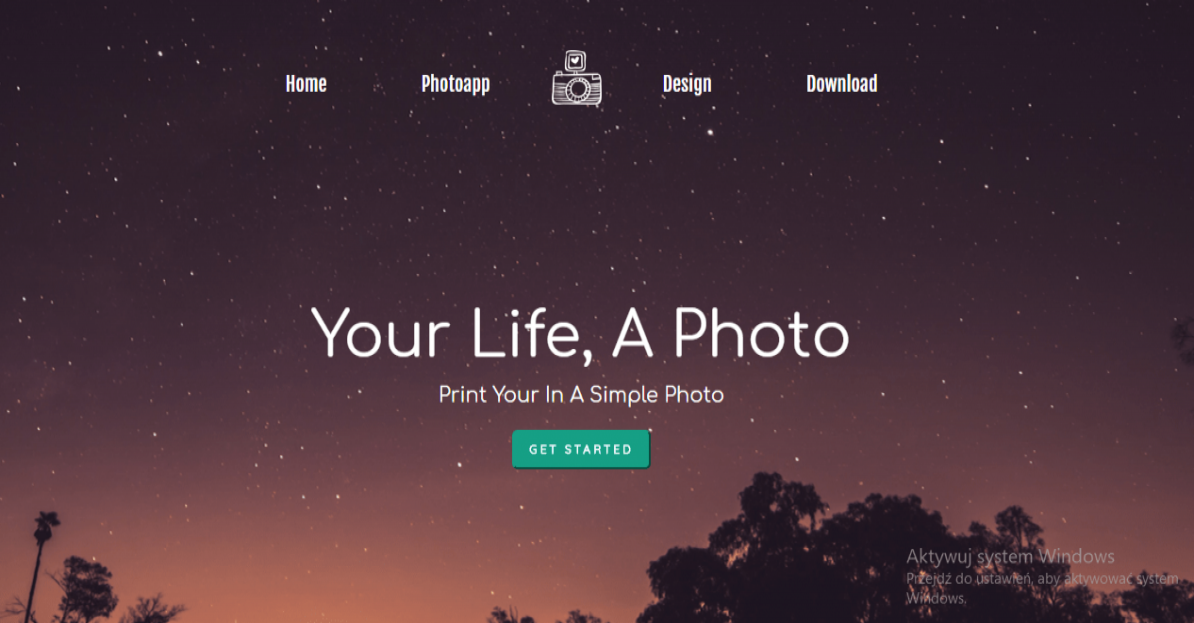 Home Photoapp Design Download
Your Life, A Photo
Print Your In A Simple Photo
GET STARTED
Aktywuj system Windows
Przejdź do ustawień, aby aktywować system
Windows.